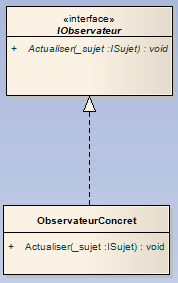 «interface»
IObservateur
+ Actualiser(_sujet :ISujet) : void
ObservateurConcret
+ Actualiser(_sujet :ISujet) : void